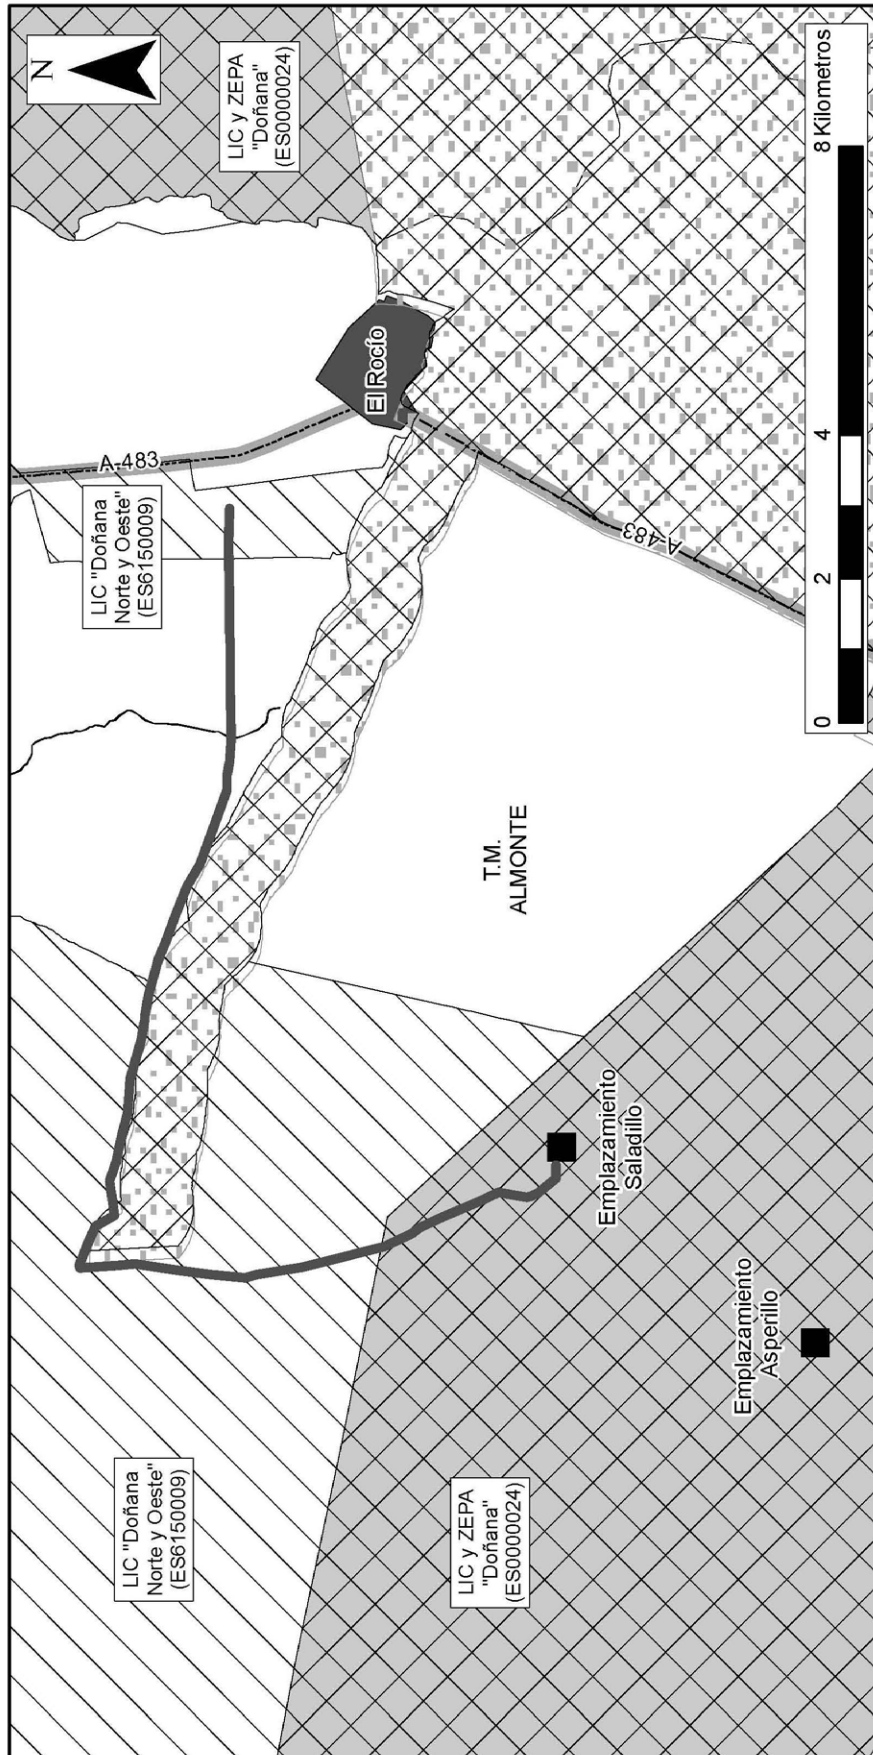 N
LIC y ZEPA
"Doñana"
(ES0000024)
A-483
El Rocío
LIC "Doñana
Norte y Oeste"
(ES6150009)
A-483
T.M.
ALMONTE
Emplazamiento
Saladillo
Emplazamiento
Asperillo
LIC "Doñana
Norte y Oeste"
(ES6150009)
LIC y ZEPA
"Doñana"
(ES0000024)
0 2 4 8 Kilometros